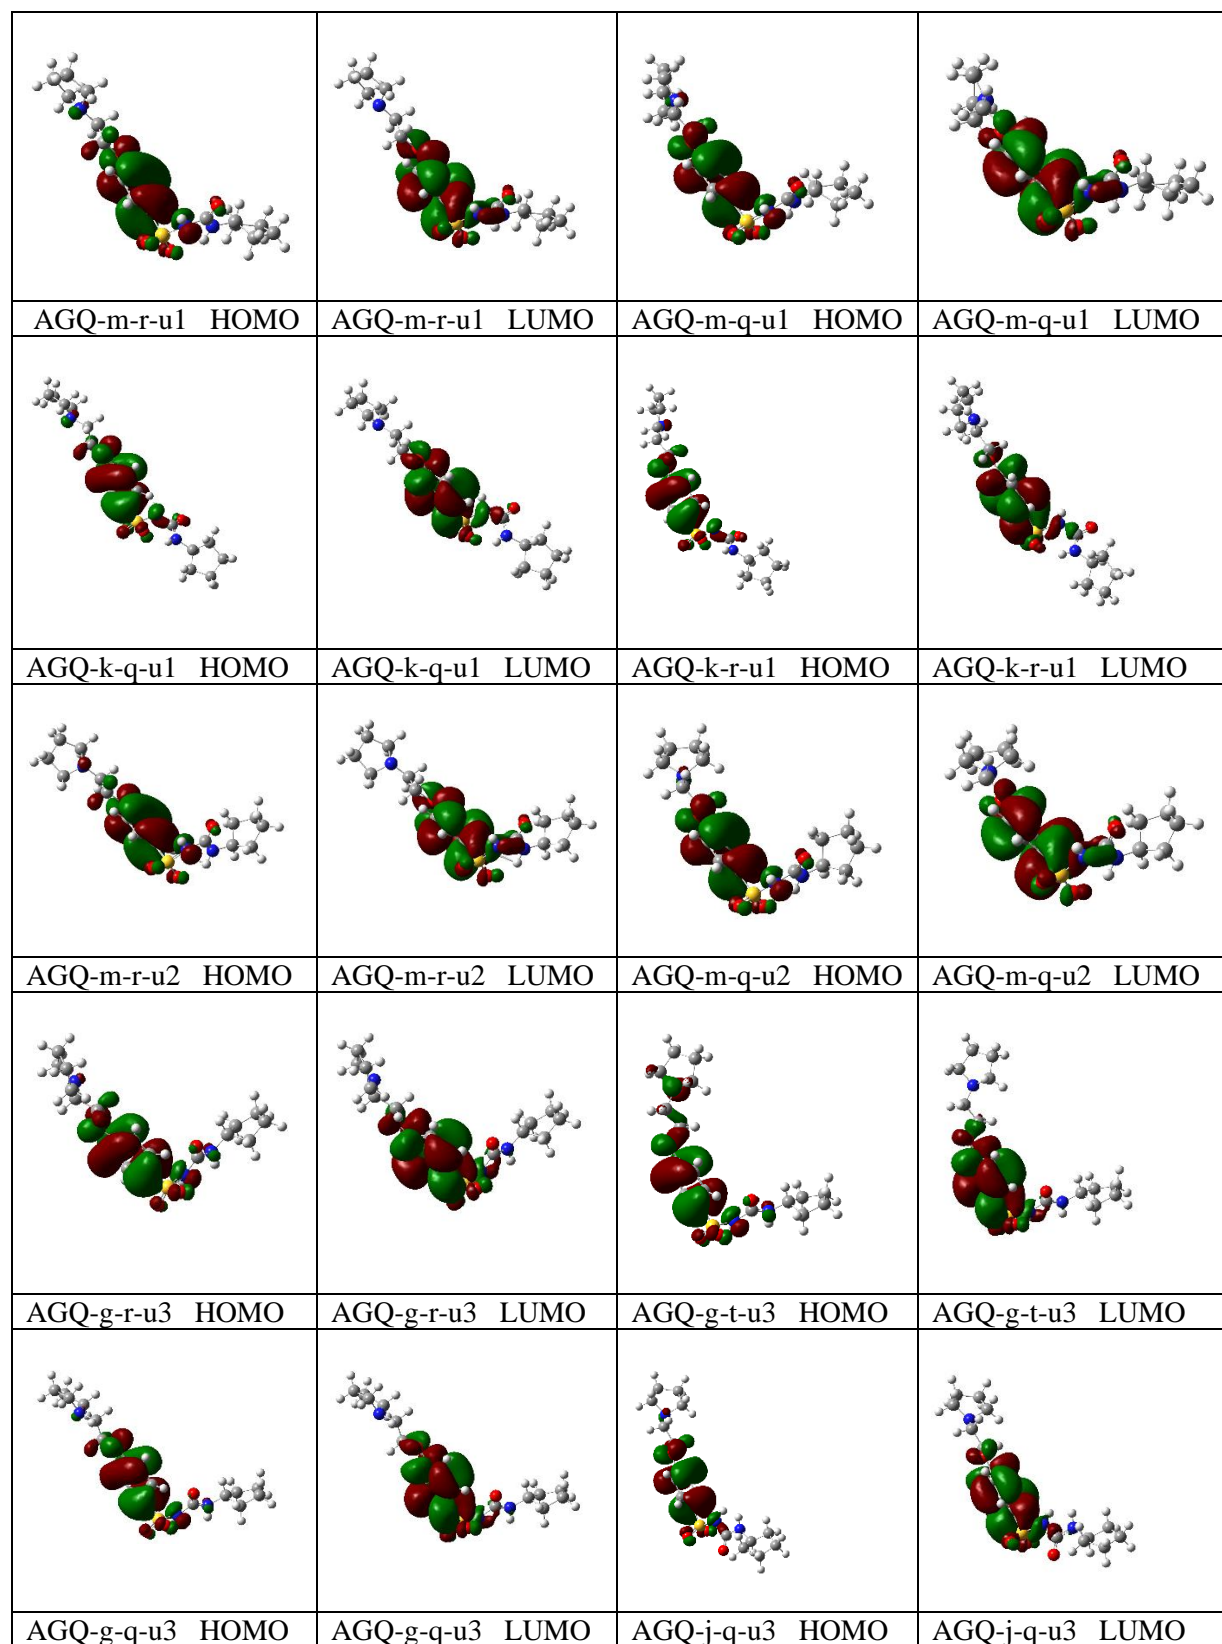 AGQ-m-r-u1 HOMO AGQ-m-r-u1 LUMO AGQ-m-q-u1 HOMO AGQ-m-q-u1 LUMO
AGQ-k-q-u1 HOMO AGQ-k-q-u1 LUMO AGQ-k-r-u1 HOMO AGQ-k-r-u1 LUMO
AGQ-m-r-u2 HOMO AGQ-m-r-u2 LUMO AGQ-m-q-u2 HOMO AGQ-m-q-u2 LUMO
AGQ-g-r-u3 HOMO AGQ-g-r-u3 LUMO AGQ-g-t-u3 HOMO AGQ-g-t-u3 LUMO
AGQ-g-q-u3 HOMO AGQ-g-q-u3 LUMO AGQ-j-q-u3 HOMO AGQ-j-q-u3 LUMO